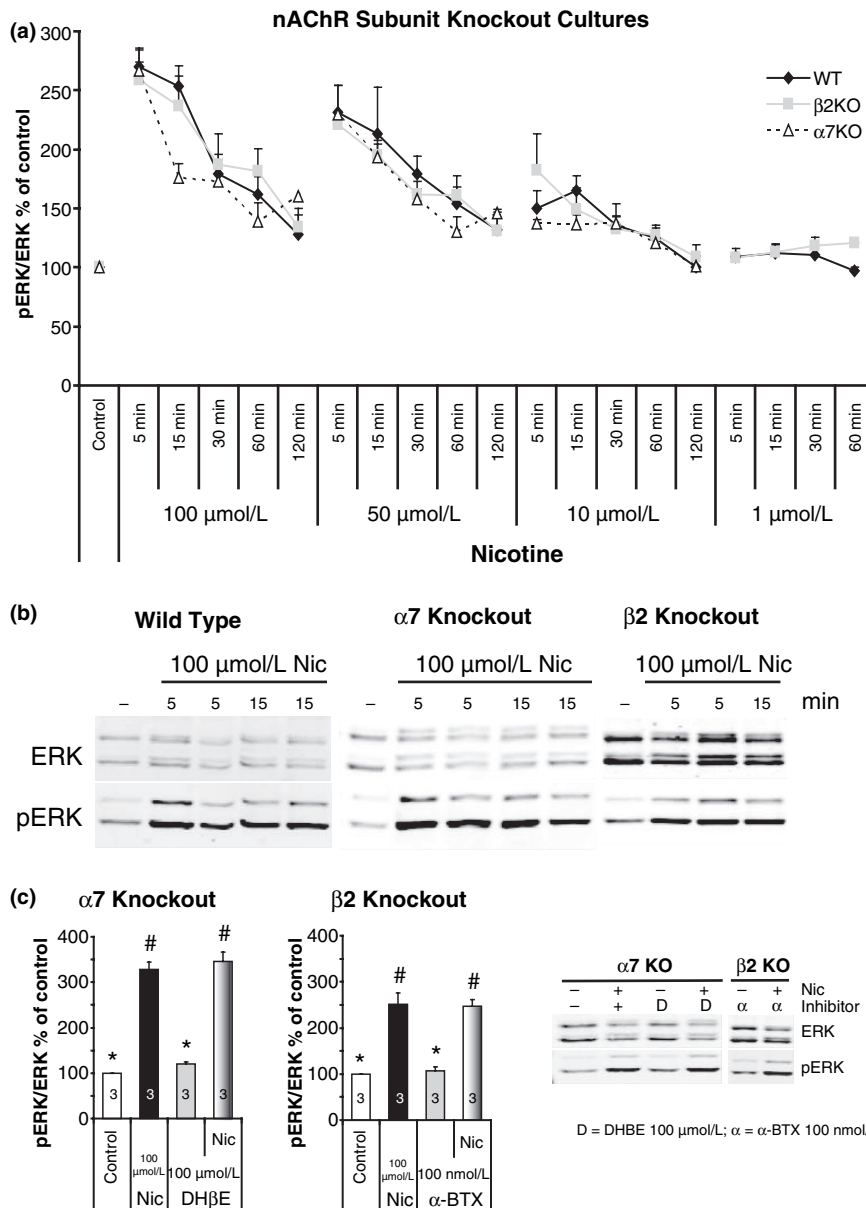 (a)
nAChR Subunit Knockout Cultures
300
250
200
150
100
50
0
pERK/ERK % of control
WT
β2KO
α7KO
Control
5 min
15 min
30 min
60 min
120 min
5 min
15 min
30 min
60 min
120 min
5 min
15 min
30 min
60 min
120 min
5 min
15 min
30 min
60 min
100 μmol/L
50 μmol/L
10 μmol/L
1 μmol/L
Nicotine
(b)
Wild Type
α7 Knockout
β2 Knockout
100 μmol/L Nic
100 μmol/L Nic
100 μmol/L Nic
– 5 5 15 15
– 5 5 15 15
– 5 5 15
min
ERK
pERK
(c)
α7 Knockout
400
350
300
250
200
150
100
50
0
pERK/ERK % of control
* # * #
3 3 3 3
Control
100 μmol/L
Nic
Nic
100 μmol/L
DHβE
β2 Knockout
400
350
300
250
200
150
100
50
0
pERK/ERK % of control
* # * #
3 3 3 3
Control
100 μmol/L
Nic
Nic
100 nmol/L
α-BTX
α7 KO
β2 KO
– + – + – + Nic
– + D D α α Inhibitor
ERK
pERK
D = DHBE 100 μmol/L; α = α-BTX 100 nmol/